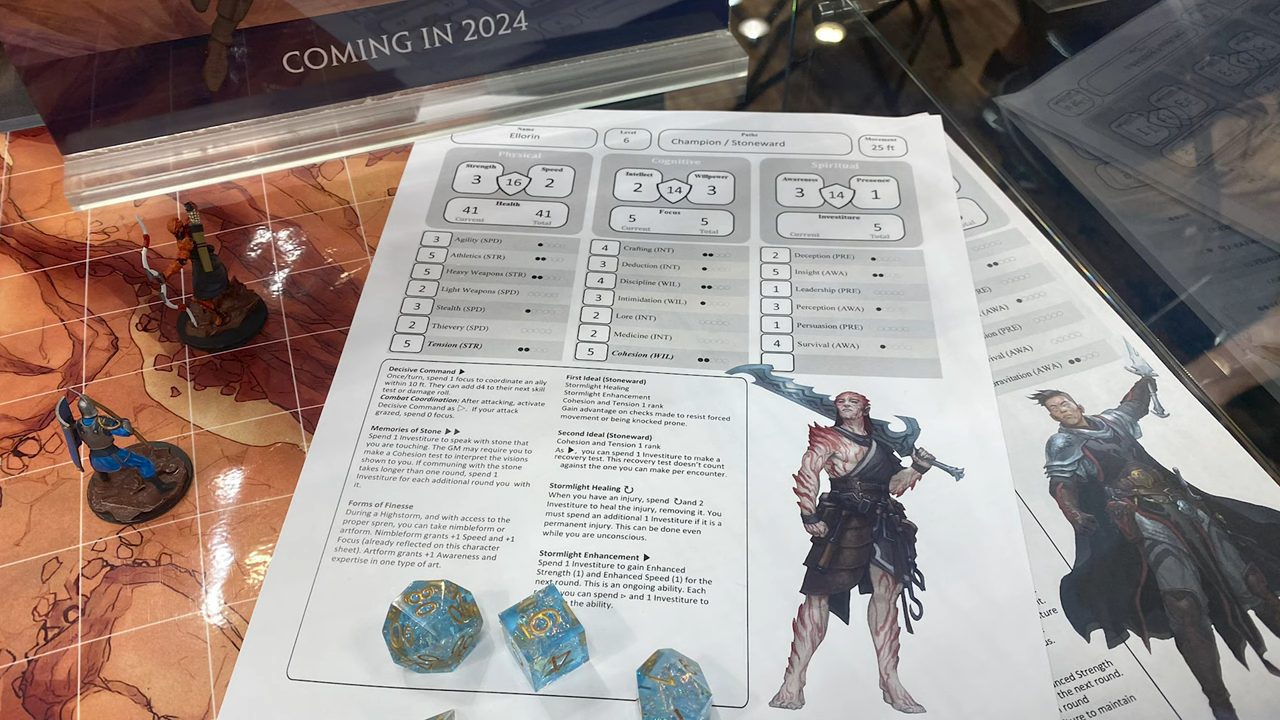 COMING IN 2024
Name
Ellorin
Level
6
Paths
Champion / Stoneward
Movement
25 ft
Physical
Strength
3
16
Speed
2
Health
41 41
Current Total
Cognitive
Intellect
2
14
Willpower
3
Focus
5 5
Current Total
Spiritual
Awareness
3
14
Presence
1
Investiture
5
Current Total
3 Agility (SPD)
5 Athletics (STR)
5 Heavy Weapons (STR)
2 Light Weapons (SPD)
3 Stealth (SPD)
2 Thievery (SPD)
5 Tension (STR)
4 Crafting (INT)
3 Deduction (INT)
4 Discipline (WIL)
3 Intimidation (WIL)
2 Lore (INT)
2 Medicine (INT)
5 Cohesion (WIL)
2 Deception (PRE)
5 Insight (AWA)
1 Leadership (PRE)
3 Perception (AWA)
1 Persuasion (PRE)
4 Survival (AWA)
Decisive Command ▶
Once/turn, spend 1 focus to coordinate an ally
within 10 ft. They can add d4 to their next skill
test or damage roll.
Combat Coordination: After attacking, activate
Decisive Command as ▷. If your attack
grazed, spend 0 focus.
Memories of Stone ▶▶
Spend 1 Investiture to speak with stone that
you are touching. The GM may require you to
make a Cohesion test to interpret the visions
shown to you. If communing with the stone
takes longer than one round, spend 1
Investiture for each additional round you with
it.
Forms of Finesse
During a Highstorm, and with access to the
proper spren, you can take nimbleform or
artform. Nimbleform grants +1 Speed and +1
Focus (already reflected on this character
sheet). Artform grants +1 Awareness and
expertise in one type of art.
First Ideal (Stoneward)
Stormlight Healing
Stormlight Enhancement
Cohesion and Tension 1 rank
Gain advantage on checks made to resist forced
movement or being knocked prone.
Second Ideal (Stoneward)
Cohesion and Tension 1 rank
As ▶, you can spend 1 Investiture to make a
recovery test. This recovery test doesn't count
against the one you can make per encounter.
Stormlight Healing ↻
When you have an injury, spend ↻and 2
Investiture to heal the injury, removing it. You
must spend an additional 1 Investiture if it is a
permanent injury. This can be done even
while you are unconscious.
Stormlight Enhancement ▶
Spend 1 Investiture to gain Enhanced
Strength (1) and Enhanced Speed (1) for the
next round. This is an ongoing ability. Each
you can spend ▷ and 1 Investiture to
the ability.
(AWA)
(PRE)
(AWA)
(AWA)
Strength
the next round.
round
to maintain